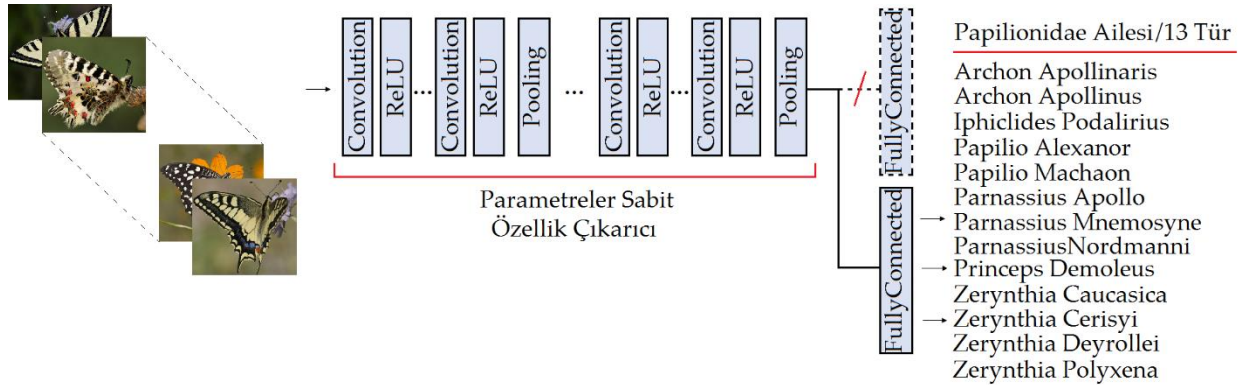 Convolution
ReLU
...
Convolution
ReLU
Pooling
...
Convolution
ReLU
...
Convolution
ReLU
Pooling
Parametreler Sabit
Özellik Çıkarıcı
FullyConnected
FullyConnected
Papilionidae Ailesi/13 Tür
Archon Apollinaris
Archon Apollinus
Iphiclides Podalirius
Papilio Alexanor
Papilio Machaon
Parnassius Apollo
Parnassius Mnemosyne
ParnassiusNordmanni
Princeps Demoleus
Zerynthia Caucasica
Zerynthia Cerisyi
Zerynthia Deyrollei
Zerynthia Polyxena